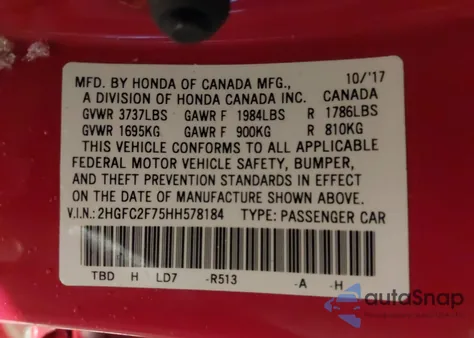 MFD. BY HONDA OF CANADA MFG., 10/'17
A DIVISION OF HONDA CANADA INC. CANADA
GVWR 3737LBS GAWR F 1984LBS R 1786LBS
GVWR 1695KG GAWR F 900KG R 810KG
THIS VEHICLE CONFORMS TO ALL APPLICABLE
FEDERAL MOTOR VEHICLE SAFETY, BUMPER,
AND THEFT PREVENTION STANDARDS IN EFFECT
ON THE DATE OF MANUFACTURE SHOWN ABOVE.
V.I.N.: 2HGFC2F75HH578184 TYPE: PASSENGER CAR
TBD H LD7 -R513 -A -H
autoSnap